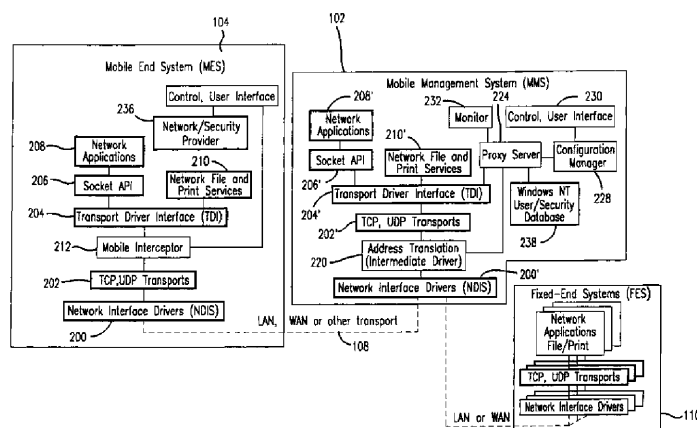 104
102
Mobile End System (MES)
Control, User Interface
236
Network/Security
Provider
208
Network
Applications
206
Socket API
210
Network File and
Print Services
204
Transport Driver Interface (TDI)
212
Mobile Interceptor
202
TCP,UDP Transports
Network Interface Drivers (NDIS)
200
LAN, WAN or other transport
108
Mobile Management System (MMS)
208'
Network
Applications
232
Monitor
224
230
Control, User Interface
206'
Socket API
210'
Network File and
Print Services
Proxy Server
Configuration
Manager
228
204'
Transport Driver Interface (TDI)
202'
TCP, UDP Transports
Windows NT
User/Security
Database
238
220
Address Translation
(Intermediate Driver)
Network Interface Drivers (NDIS)
200'
Fixed-End Systems (FES)
Network
Applications
File/Print
TCP, UDP Transports
Network Interface Drivers
LAN or WAN
110